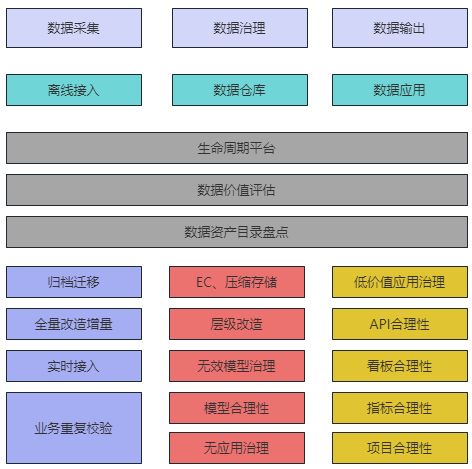 数据采集
数据治理
数据输出
离线接入
数据仓库
数据应用
生命周期平台
数据价值评估
数据资产目录盘点
归档迁移
EC、压缩存储
低价值应用治理
全量改造增量
层级改造
API合理性
实时接入
无效模型治理
看板合理性
业务重复校验
模型合理性
指标合理性
无应用治理
项目合理性